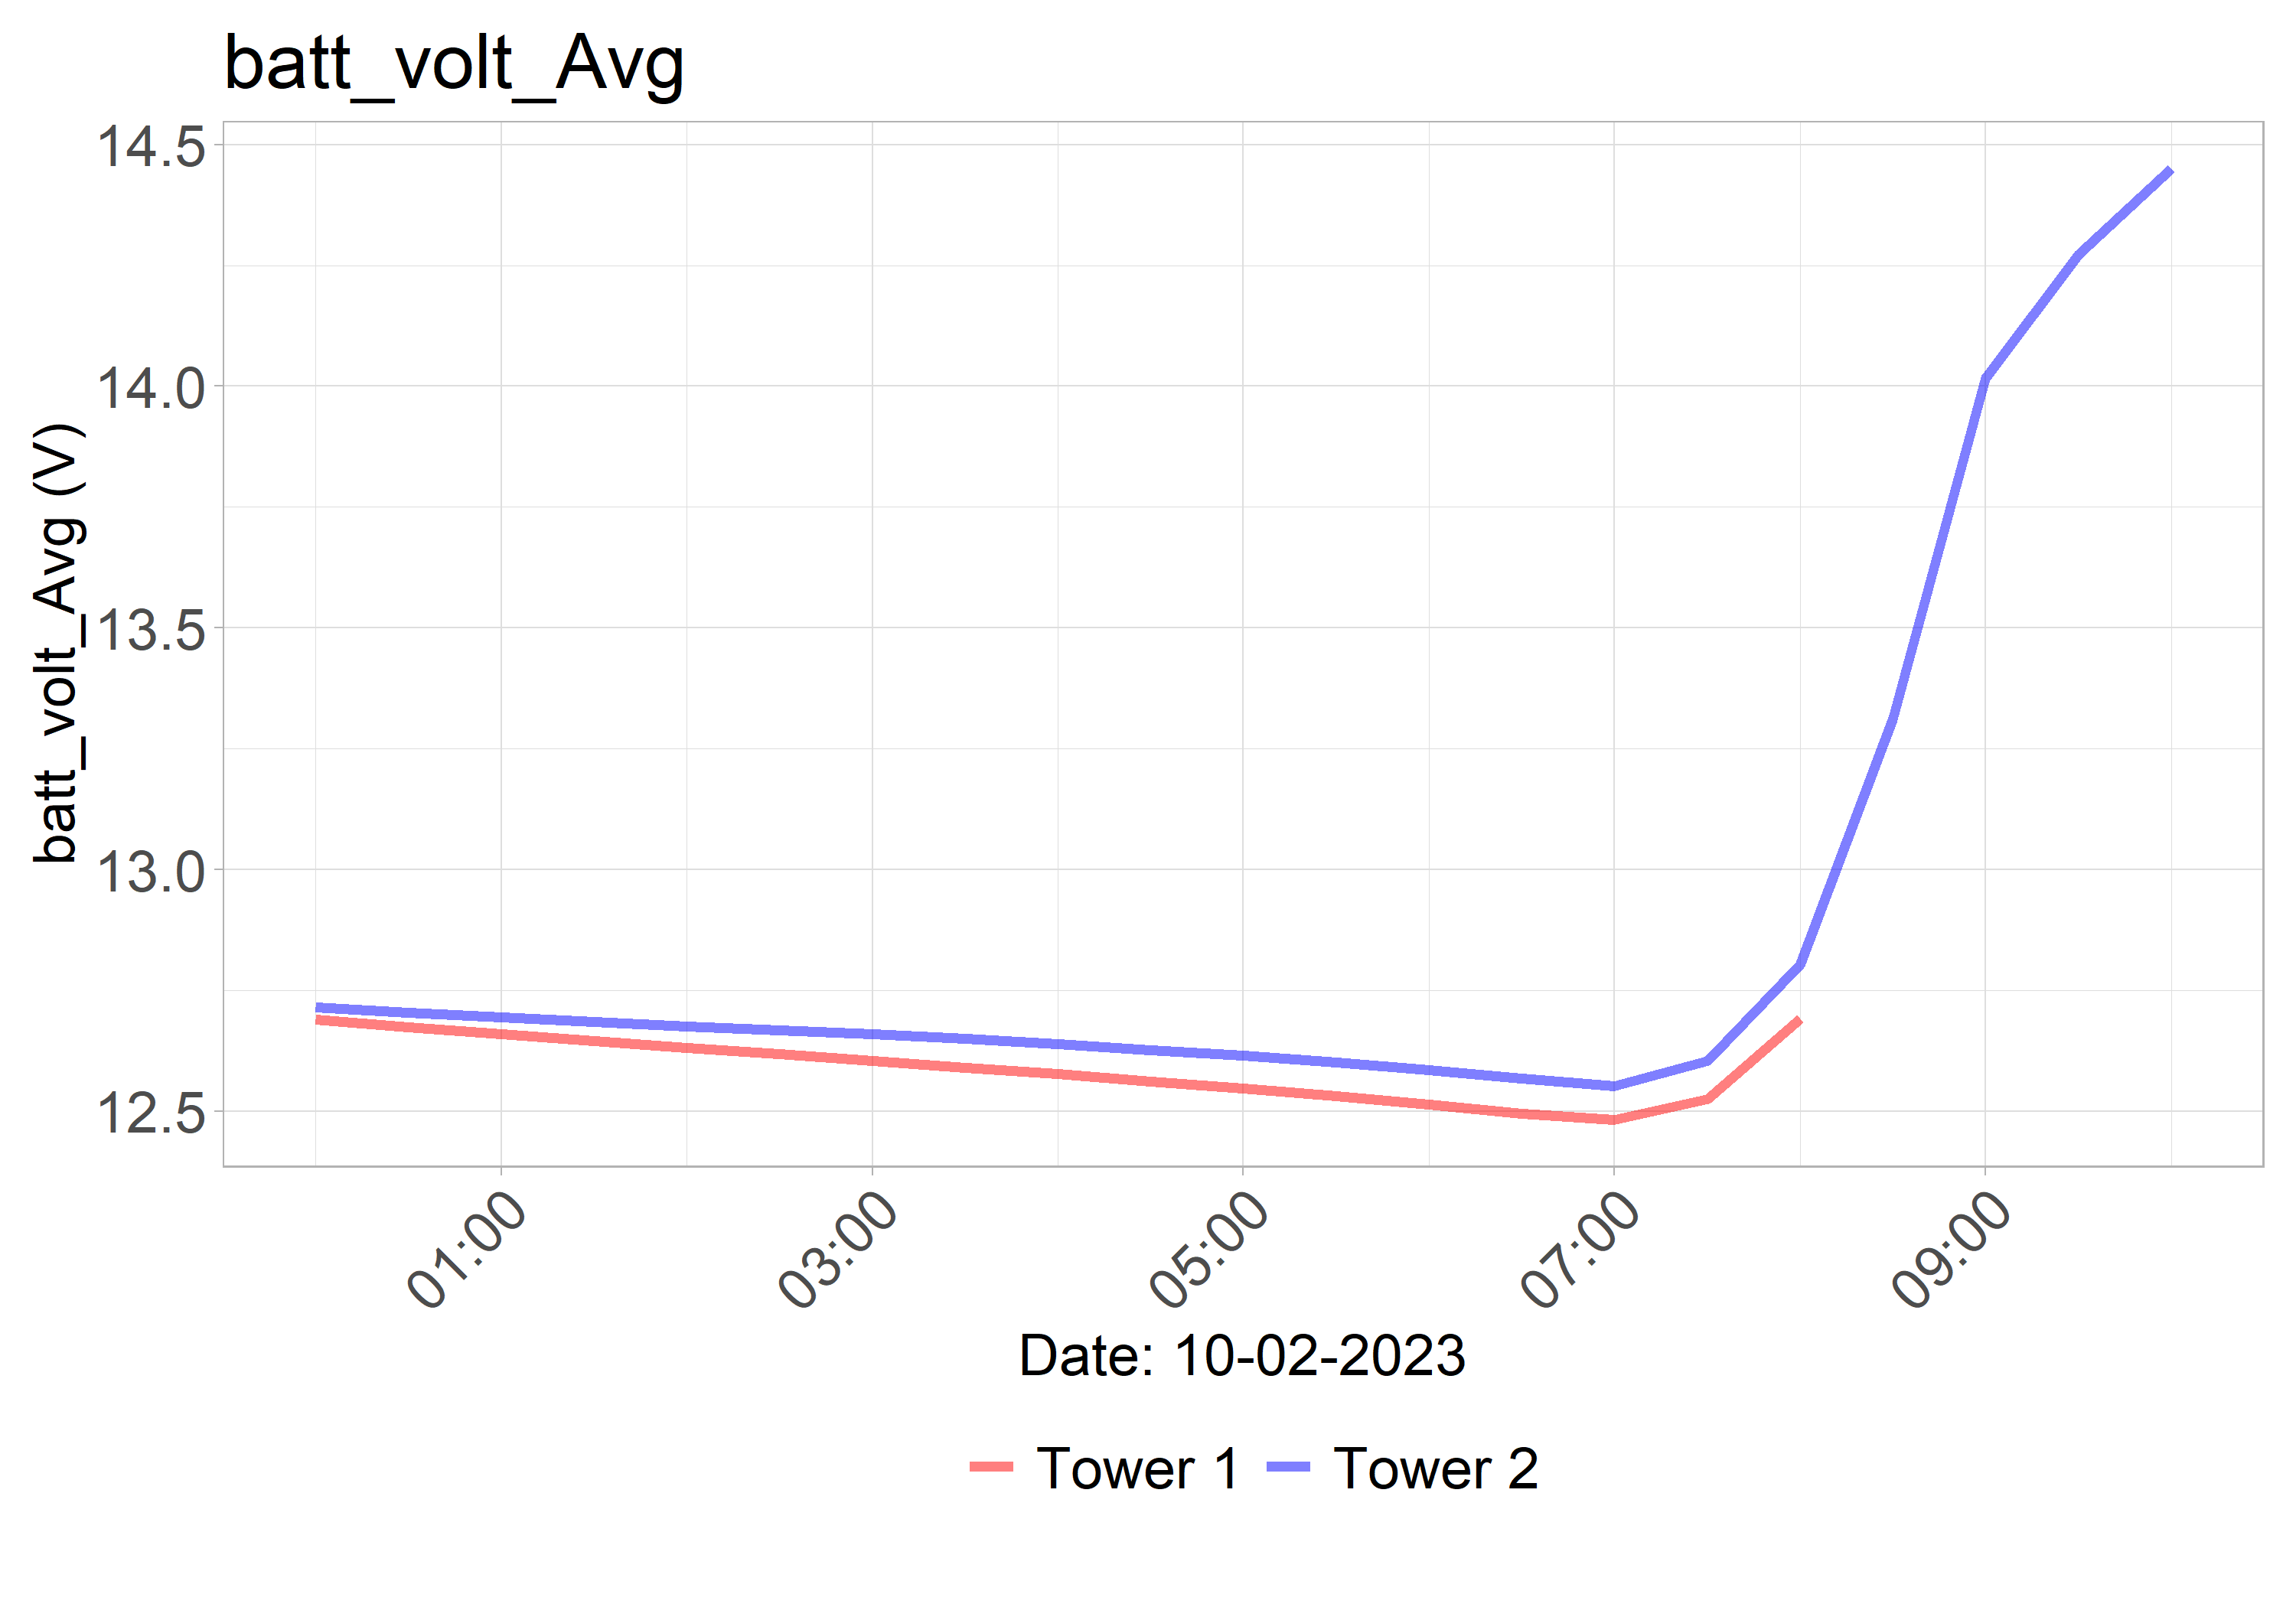 batt_volt_Avg
batt_volt_Avg (V)
14.5
14.0
13.5
13.0
12.5
01:00
03:00
05:00
07:00
09:00
Date: 10-02-2023
Tower 1
Tower 2